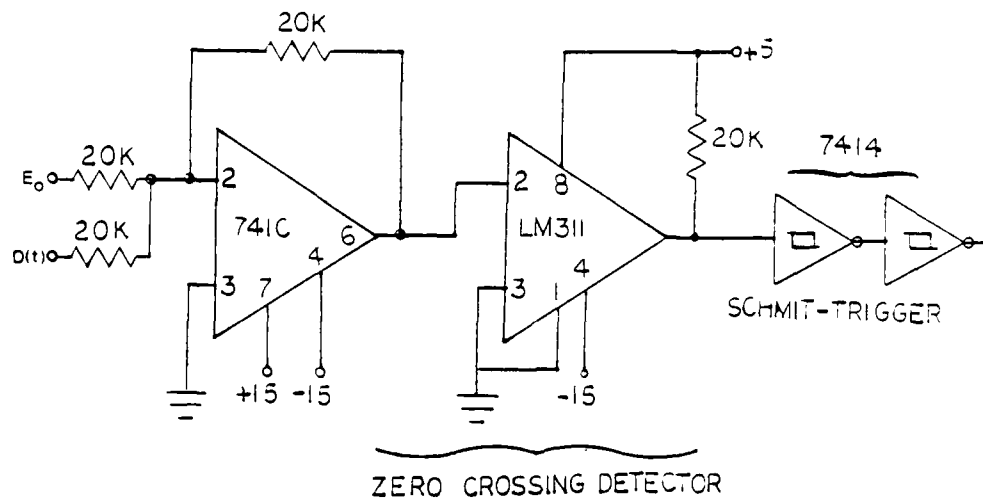 20K
+5
20K
7414
20K
E₀
2
8
2
741C
6
LM311
20K
D(t)
4
4
3
7
3
1
SCHMIT-TRIGGER
+15
-15
-15
ZERO CROSSING DETECTOR